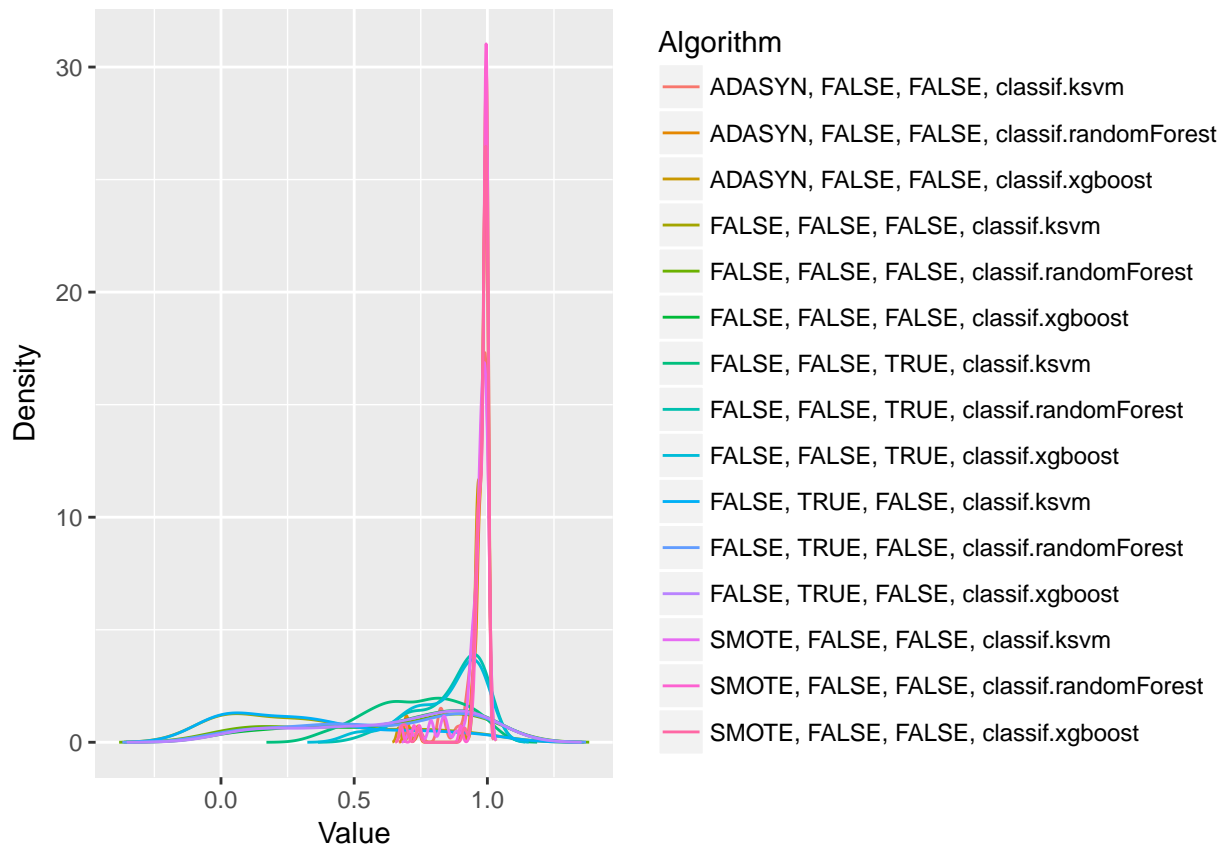 30
20
10
0
Density
0.0
0.5
1.0
Value
Algorithm
ADASYN, FALSE, FALSE, classif.ksvm
ADASYN, FALSE, FALSE, classif.randomForest
ADASYN, FALSE, FALSE, classif.xgboost
FALSE, FALSE, FALSE, classif.ksvm
FALSE, FALSE, FALSE, classif.randomForest
FALSE, FALSE, FALSE, classif.xgboost
FALSE, FALSE, TRUE, classif.ksvm
FALSE, FALSE, TRUE, classif.randomForest
FALSE, FALSE, TRUE, classif.xgboost
FALSE, TRUE, FALSE, classif.ksvm
FALSE, TRUE, FALSE, classif.randomForest
FALSE, TRUE, FALSE, classif.xgboost
SMOTE, FALSE, FALSE, classif.ksvm
SMOTE, FALSE, FALSE, classif.randomForest
SMOTE, FALSE, FALSE, classif.xgboost